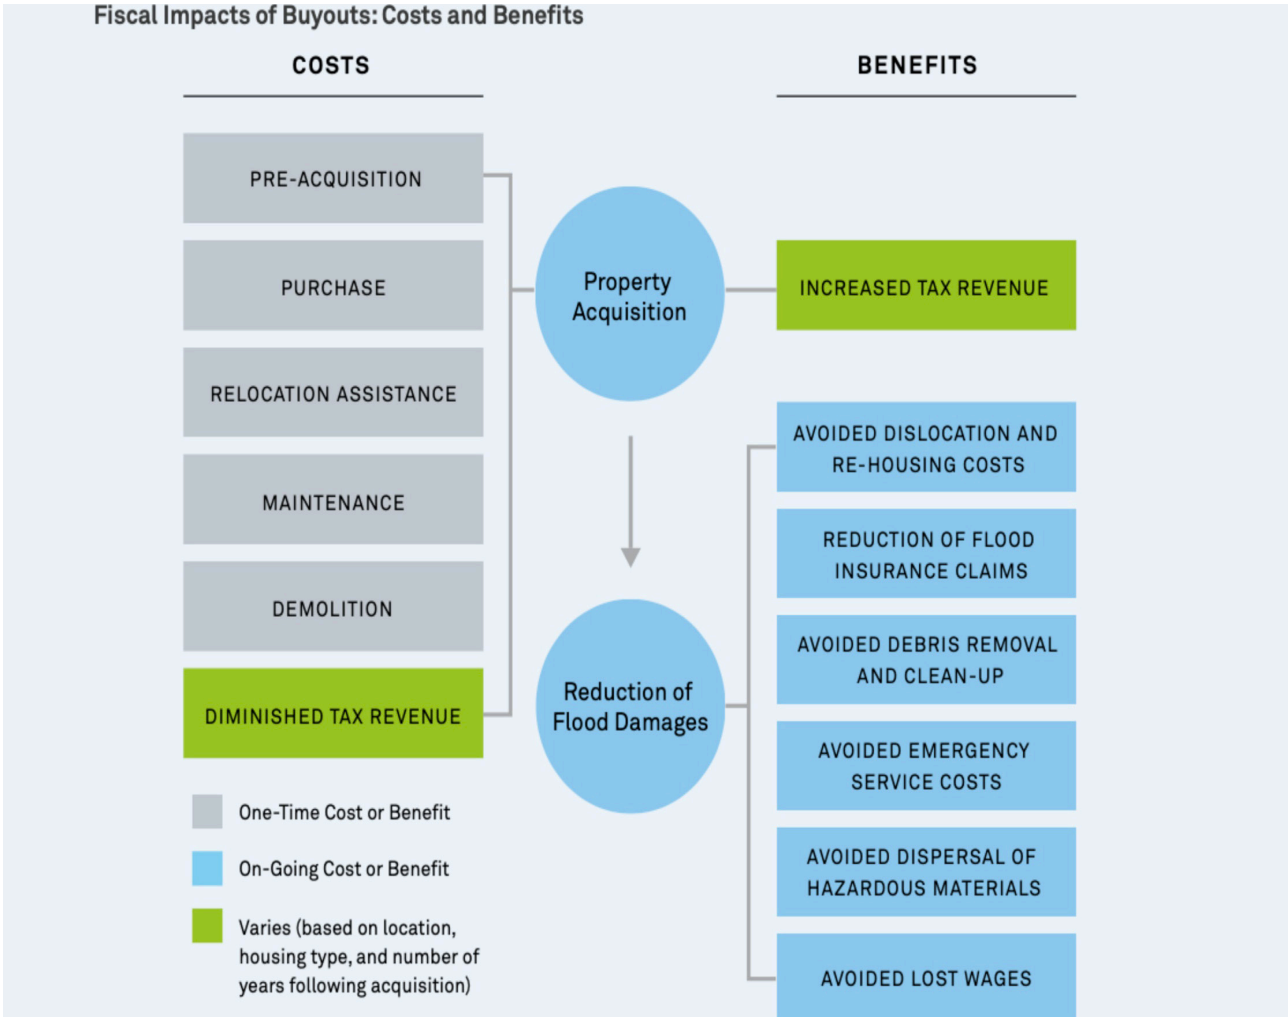 Fiscal Impacts of Buyouts: Costs and Benefits
COSTS
BENEFITS
PRE-ACQUISITION
PURCHASE
RELOCATION ASSISTANCE
MAINTENANCE
DEMOLITION
DIMINISHED TAX REVENUE
Property
Acquisition
Reduction of
Flood Damages
INCREASED TAX REVENUE
AVOIDED DISLOCATION AND
RE-HOUSING COSTS
REDUCTION OF FLOOD
INSURANCE CLAIMS
AVOIDED DEBRIS REMOVAL
AND CLEAN-UP
AVOIDED EMERGENCY
SERVICE COSTS
AVOIDED DISPERSAL OF
HAZARDOUS MATERIALS
AVOIDED LOST WAGES
One-Time Cost or Benefit
On-Going Cost or Benefit
Varies (based on location,
housing type, and number of
years following acquisition)